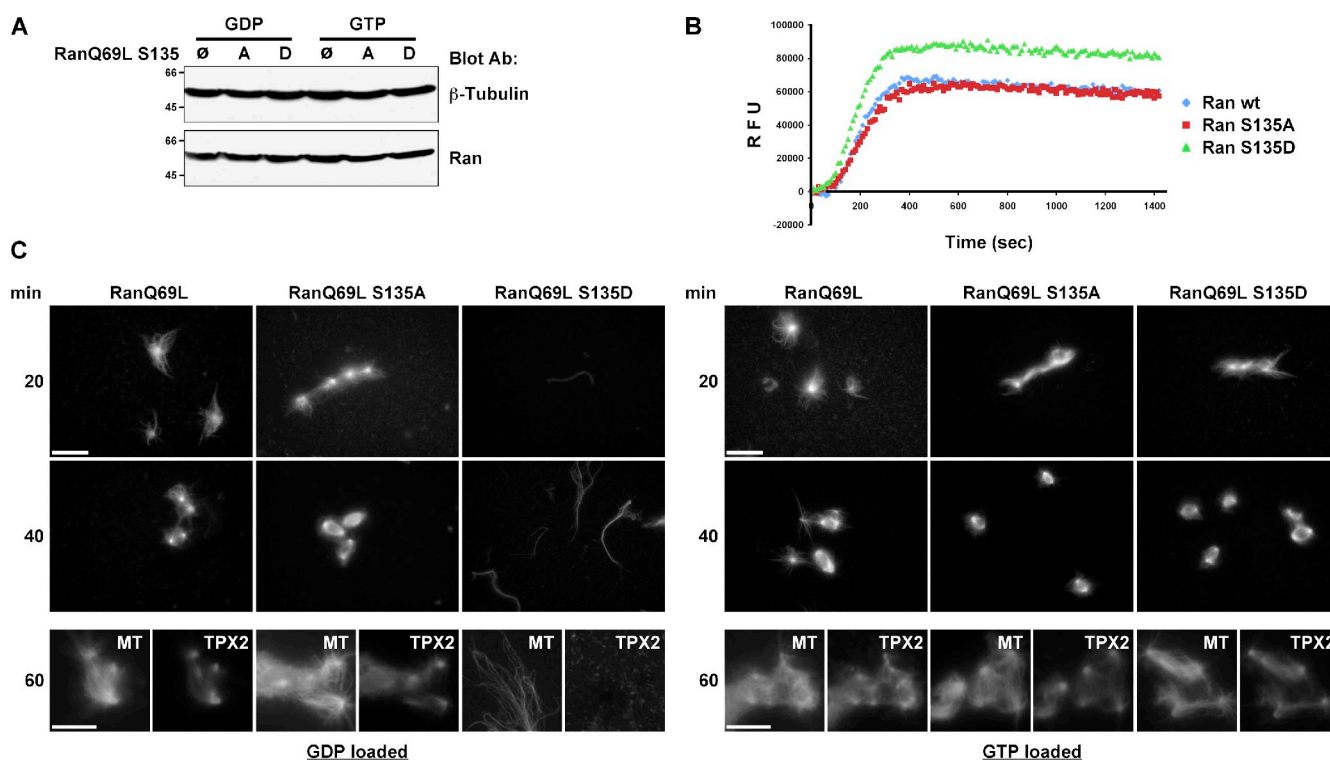 A
GDP GTP
RanQ69L S135 Ø A D Ø A D Blot Ab:
66
45
β-Tubulin
66
45
Ran
B
100000
80000
60000
40000
20000
0
-20000
R F U
0 200 400 600 800 1000 1200 1400
Time (sec)
Ran wt
Ran S135A
Ran S135D
C
min RanQ69L RanQ69L S135A RanQ69L S135D RanQ69L RanQ69L S135A RanQ69L S135D
20 20
40 40
60 MT TPX2 MT TPX2 MT TPX2 60 MT TPX2 MT TPX2 MT TPX2
GDP loaded GTP loaded